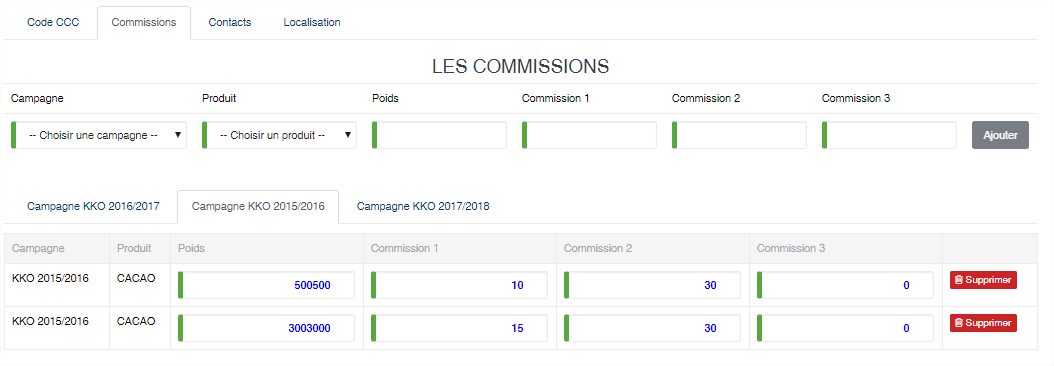 Code CCC Commissions Contacts Localisation
LES COMMISSIONS
Campagne Produit Poids Commission 1 Commission 2 Commission 3
-- Choisir une campagne -- -- Choisir un produit -- Ajouter
Campagne KKO 2016/2017 Campagne KKO 2015/2016 Campagne KKO 2017/2018
Campagne Produit Poids Commission 1 Commission 2 Commission 3
KKO 2015/2016 CACAO 500500 10 30 0 Supprimer
KKO 2015/2016 CACAO 3003000 15 30 0 Supprimer